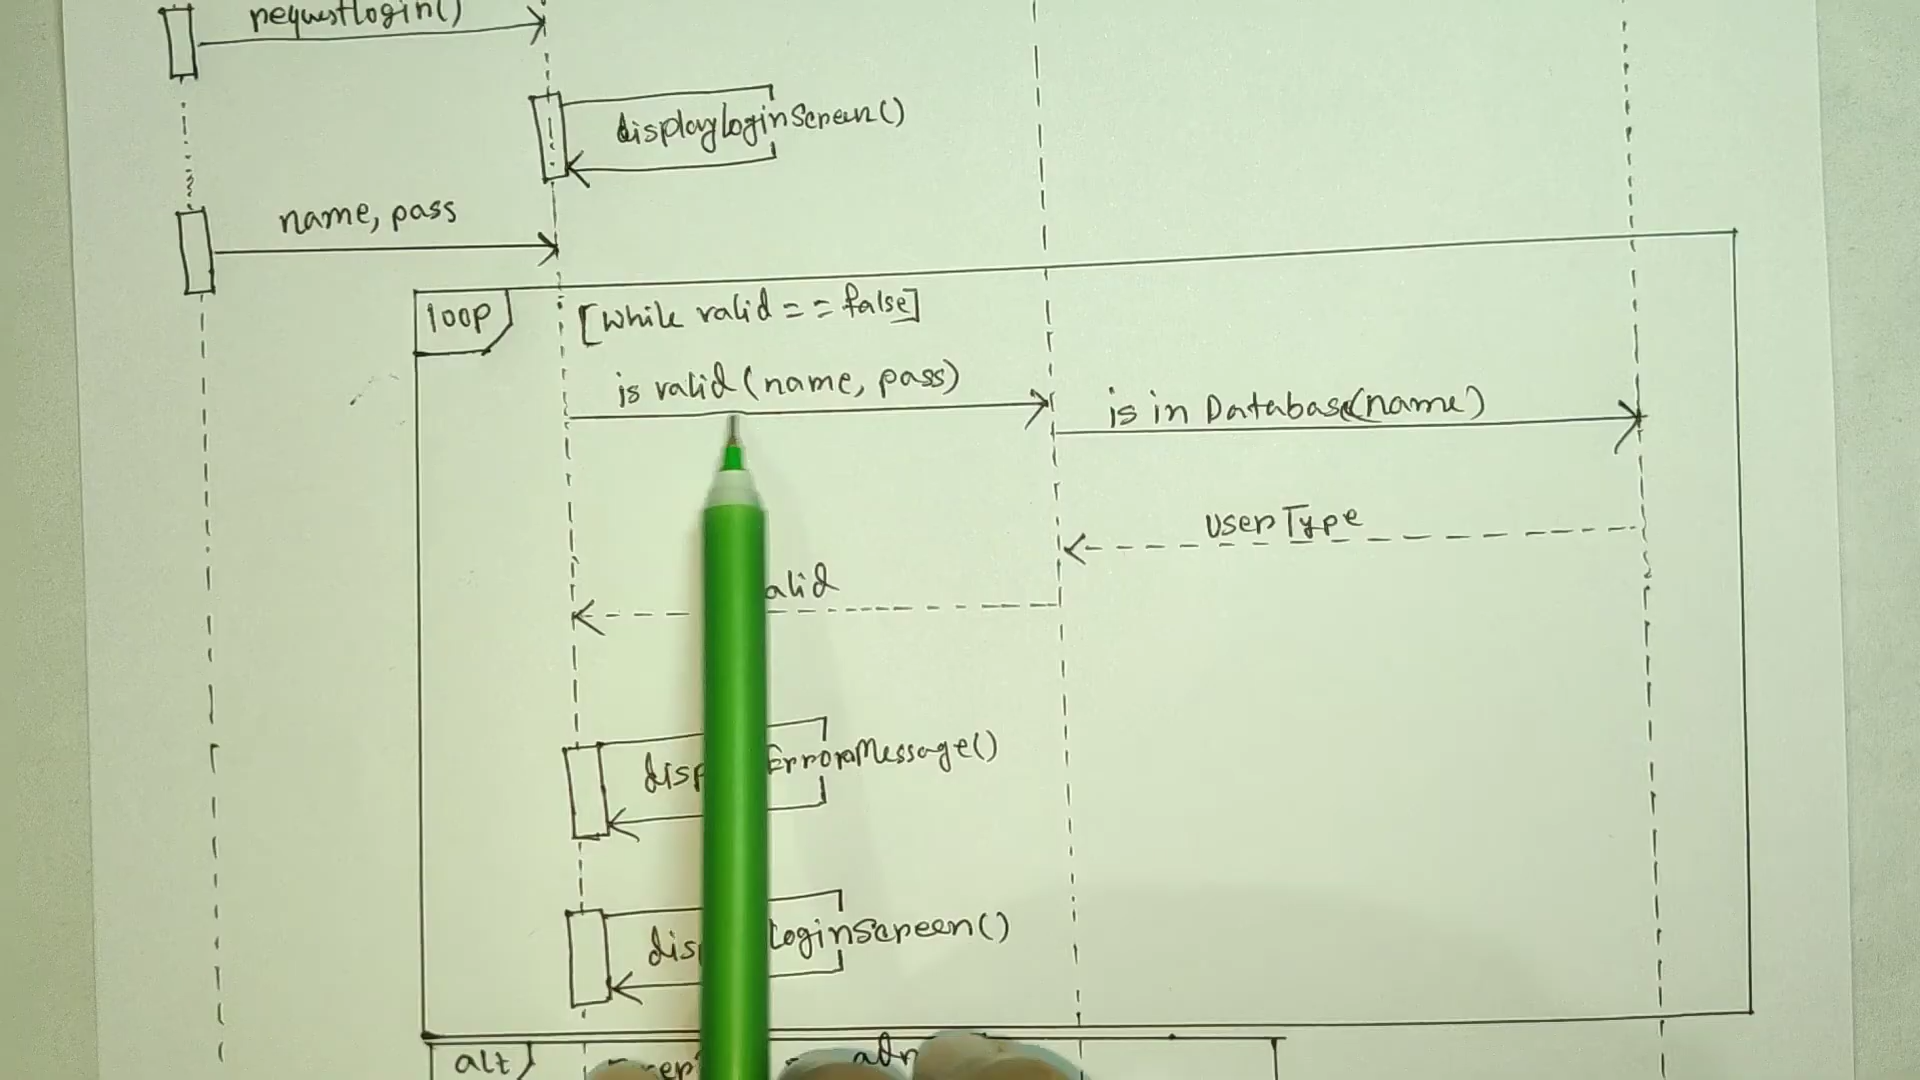 requestlogin()
displayloginScreen()
name, pass
loop
[While valid == false]
is valid(name, pass)
is in Database(name)
userType
alid
disp ErrorMessage()
dis loginScreen()
alt